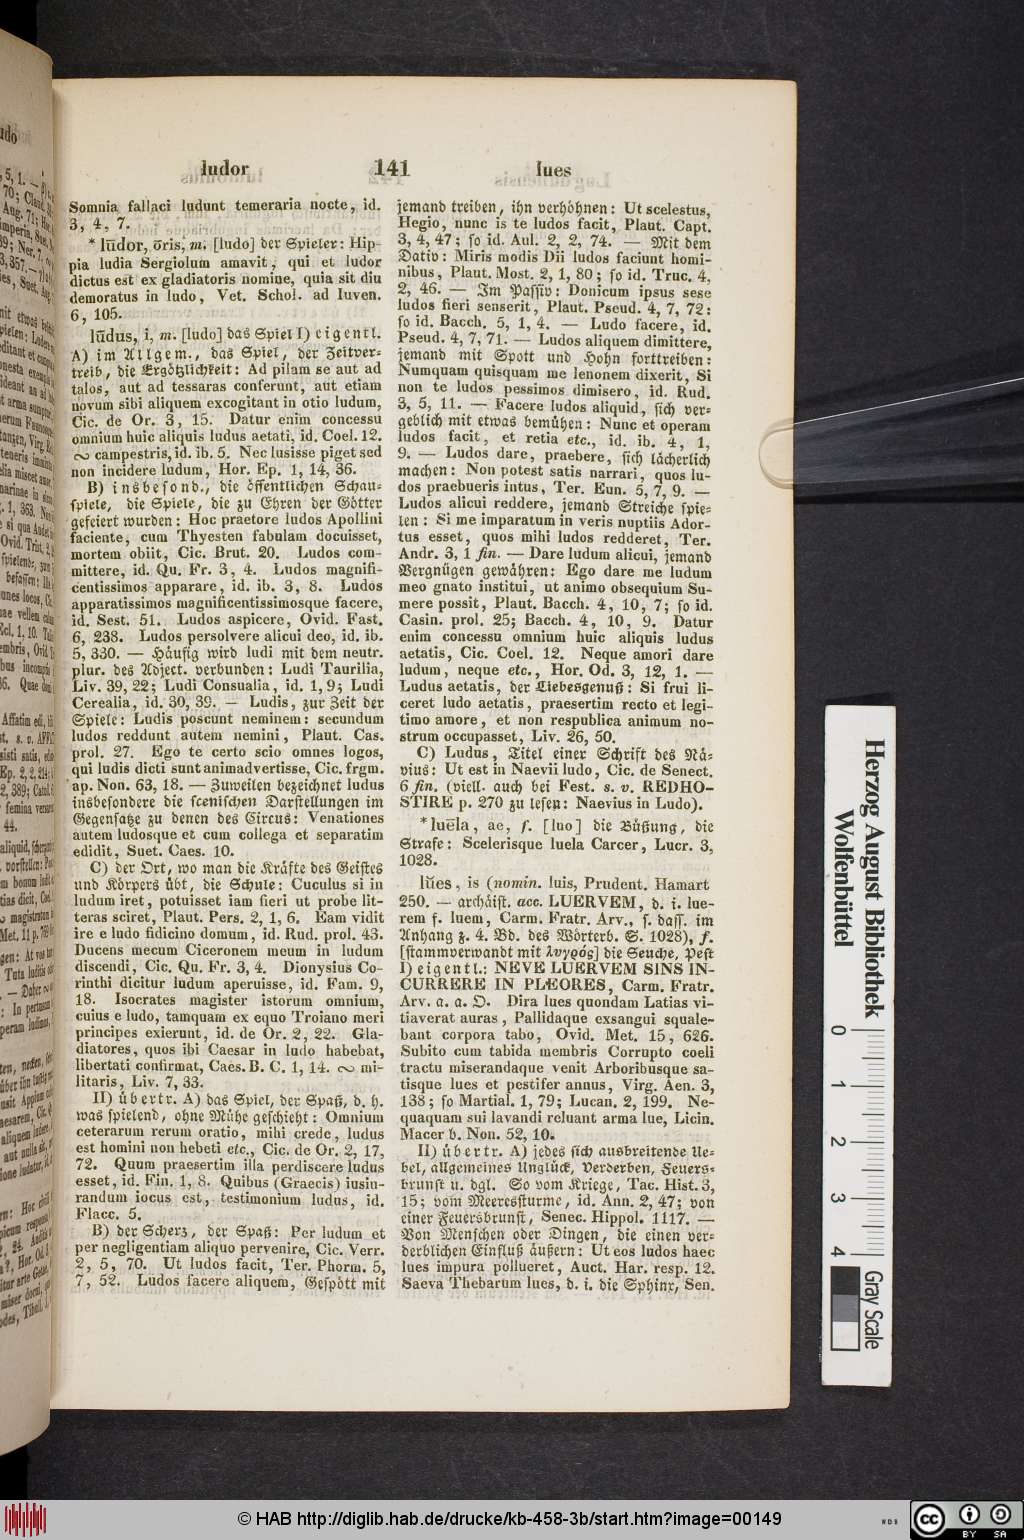 ludor 141 lues
Somnia fallaci ludunt temeraria nocte, id.
3, 4, 7.
* lūdor, ōris, m. [ludo] der Spieler: Hip-
pia ludia Sergiolum amavit, qui et ludor
dictus est ex gladiatoris nomine, quia sit diu
demoratus in ludo, Vet. Schol. ad Iuven.
6, 105.
lūdus, i, m. [ludo] das Spiel I) eigentl.
A) im Allgem., das Spiel, der Zeitver-
treib, die Ergötzlichkeit: Ad pilam se aut ad
talos, aut ad tessaras conferunt, aut etiam
novum sibi aliquem excogitant in otio ludum,
Cic. de Or. 3, 15. Datur enim concessu
omnium huic aliquis ludus aetati, id. Coel. 12.
∾ campestris, id. ib. 5. Nec lusisse piget sed
non incidere ludum, Hor. Ep. 1, 14, 36.
B) insbesond., die öffentlichen Schau-
spiele, die Spiele, die zu Ehren der Götter
gefeiert wurden: Hoc praetore ludos Apollini
faciente, cum Thyesten fabulam docuisset,
mortem obiit, Cic. Brut. 20. Ludos com-
mittere, id. Qu. Fr. 3, 4. Ludos magnifi-
centissimos apparare, id. ib. 3, 8. Ludos
apparatissimos magnificentissimosque facere,
id. Sest. 51. Ludos aspicere, Ovid. Fast.
6, 238. Ludos persolvere alicui deo, id. ib.
5, 330. — Häufig wird ludi mit dem neutr.
plur. des Adject. verbunden: Ludi Taurilia,
Liv. 39, 22; Ludi Consualia, id. 1, 9; Ludi
Cerealia, id. 30, 39. — Ludis, zur Zeit der
Spiele: Ludis poscunt neminem: secundum
ludos reddunt autem nemini, Plaut. Cas.
prol. 27. Ego te certo scio omnes logos,
qui ludis dicti sunt animadvertisse, Cic. frgm.
ap. Non. 63, 18. — Zuweilen bezeichnet ludus
insbesondere die scenischen Darstellungen im
Gegensatze zu denen des Circus: Venationes
autem ludosque et cum collega et separatim
edidit, Suet. Caes. 10.
C) der Ort, wo man die Kräfte des Geistes
und Körpers übt, die Schule: Cuculus si in
ludum iret, potuisset iam fieri ut probe lit-
teras sciret, Plaut. Pers. 2, 1, 6. Eam vidit
ire e ludo fidicino domum, id. Rud. prol. 43.
Ducens mecum Ciceronem meum in ludum
discendi, Cic. Qu. Fr. 3, 4. Dionysius Co-
rinthi dicitur ludum aperuisse, id. Fam. 9,
18. Isocrates magister istorum omnium,
cuius e ludo, tamquam ex equo Troiano meri
principes exierunt, id. de Or. 2, 22. Gla-
diatores, quos ibi Caesar in ludo habebat,
libertati confirmat, Caes. B. C. 1, 14. ∾ mi-
litaris, Liv. 7, 33.
II) übertr. A) das Spiel, der Spaß, d. h.
was spielend, ohne Mühe geschieht: Omnium
ceterarum rerum oratio, mihi crede, ludus
est homini non hebeti etc., Cic. de Or. 2, 17,
72. Quum praesertim illa perdiscere ludus
esset, id. Fin. 1, 8. Quibus (Graecis) iusiu-
randum iocus est, testimonium ludus, id.
Flacc. 5.
B) der Scherz, der Spaß: Per ludum et
per negligentiam aliquo pervenire, Cic. Verr.
2, 5, 70. Ut ludos facit, Ter. Phorm. 5,
7, 52. Ludos facere aliquem, Gespött mit
jemand treiben, ihn verhöhnen: Ut scelestus,
Hegio, nunc is te ludos facit, Plaut. Capt.
3, 4, 47; so id. Aul. 2, 2, 74. — Mit dem
Dativ: Miris modis Dii ludos faciunt homi-
nibus, Plaut. Most. 2, 1, 80; so id. Truc. 4,
2, 46. — Im Passiv: Donicum ipsus sese
ludos fieri senserit, Plaut. Pseud. 4, 7, 72:
so id. Bacch. 5, 1, 4. — Ludo facere, id.
Pseud. 4, 7, 71. — Ludos aliquem dimittere,
jemand mit Spott und Hohn forttreiben:
Numquam quisquam me lenonem dixerit, Si
non te ludos pessimos dimisero, id. Rud.
3, 5, 11. — Facere ludos aliquid, sich ver-
geblich mit etwas bemühen: Nunc et operam
ludos facit, et retia etc., id. ib. 4, 1,
9. — Ludos dare, praebere, sich lächerlich
machen: Non potest satis narrari, quos lu-
dos praebueris intus, Ter. Eun. 5, 7, 9. —
Ludos alicui reddere, jemand Streiche spie-
len: Si me imparatum in veris nuptiis Ador-
tus esset, quos mihi ludos redderet, Ter.
Andr. 3, 1 fin. — Dare ludum alicui, jemand
Vergnügen gewähren: Ego dare me ludum
meo gnato institui, ut animo obsequium Su-
mere possit, Plaut. Bacch. 4, 10, 7; so id.
Casin. prol. 25; Bacch. 4, 10, 9. Datur
enim concessu omnium huic aliquis ludus
aetatis, Cic. Coel. 12. Neque amori dare
ludum, neque etc., Hor. Od. 3, 12, 1. —
Ludus aetatis, der Liebesgenuß: Si frui li-
ceret ludo aetatis, praesertim recto et legi-
timo amore, et non respublica animum no-
strum occupasset, Liv. 26, 50.
C) Ludus, Titel einer Schrift des Nä-
vius: Ut est in Naevii ludo, Cic. de Senect.
6 fin. (viell. auch bei Fest. s. v. REDHO-
STIRE p. 270 zu lesen: Naevius in Ludo).
*luēla, ae, f. [luo] die Büßung, die
Strafe: Scelerisque luela Carcer, Lucr. 3,
1028.
lŭes, is (nomin. luis, Prudent. Hamart
250. — archäist. acc. LUERVEM, d. i. lue-
rem f. luem, Carm. Fratr. Arv., s. dass. im
Anhang z. 4. Bd. des Wörterb. S. 1028), f.
[stammverwandt mit λυγρός] die Seuche, Pest
I) eigentl.: NEVE LUERVEM SINS IN-
CURRERE IN PLEORES, Carm. Fratr.
Arv. a. a. O. Dira lues quondam Latias vi-
tiaverat auras, Pallidaque exsangui squale-
bant corpora tabo, Ovid. Met. 15, 626.
Subito cum tabida membris Corrupto coeli
tractu miserandaque venit Arboribusque sa-
tisque lues et pestifer annus, Virg. Aen. 3,
138; so Martial. 1, 79; Lucan. 2, 199. Ne-
quaquam sui lavandi reluant arma lue, Licin.
Macer b. Non. 52, 10.
II) übertr. A) jedes sich ausbreitende Ue-
bel, allgemeines Unglück, Verderben, Feuers-
brunst u. dgl. So vom Kriege, Tac. Hist. 3,
15; vom Meeressturme, id. Ann. 2, 47; von
einer Feuersbrunst, Senec. Hippol. 1117. —
Von Menschen oder Dingen, die einen ver-
derblichen Einfluß äußern: Ut eos ludos haec
lues impura pollueret, Auct. Har. resp. 12.
Saeva Thebarum lues, d. i. die Sphinx, Sen.
Herzog August Bibliothek
Wolfenbüttel
0 1 2 3 4
Gray Scale
© HAB http://diglib.hab.de/drucke/kb-458-3b/start.htm?image=00149
WDB
cc BY SA